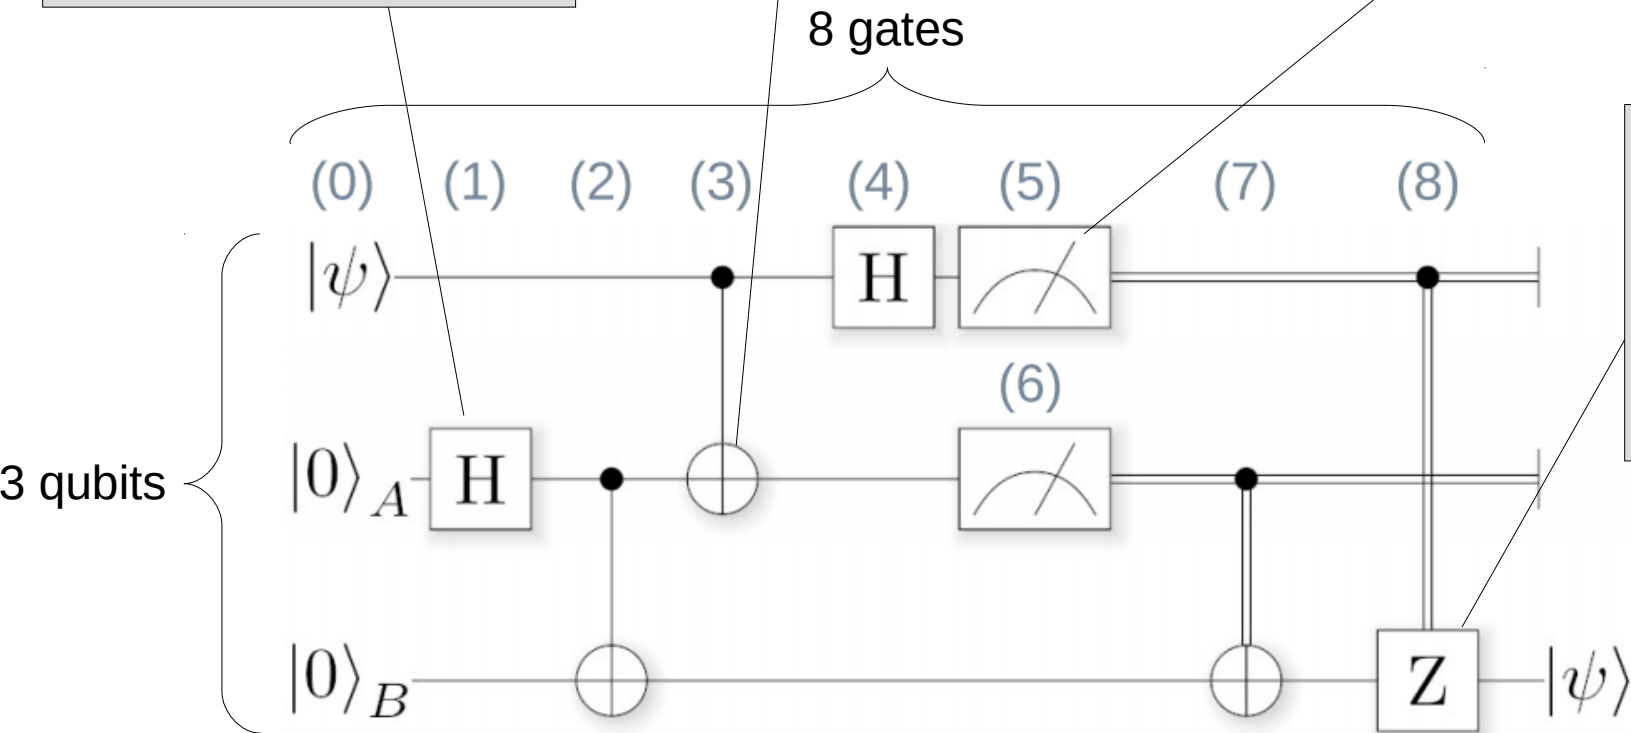 8 gates
(0) (1) (2) (3) (4) (5) (7) (8)
|ψ⟩ H
(6)
3 qubits |0⟩A H
|0⟩B Z |ψ⟩